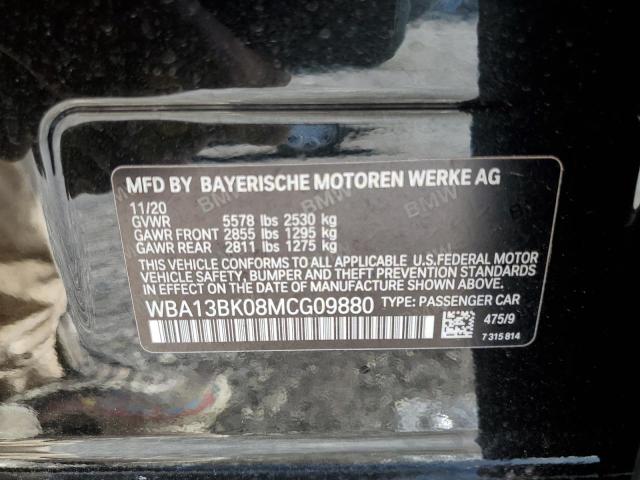 MFD BY BAYERISCHE MOTOREN WERKE AG
11/20
GVWR 5578 lbs 2530 kg
GAWR FRONT 2855 lbs 1295 kg
GAWR REAR 2811 lbs 1275 kg
THIS VEHICLE CONFORMS TO ALL APPLICABLE U.S.FEDERAL MOTOR
VEHICLE SAFETY, BUMPER AND THEFT PREVENTION STANDARDS
IN EFFECT ON THE DATE OF MANUFACTURE SHOWN ABOVE.
WBA13BK08MCG09880 TYPE: PASSENGER CAR
475/9
7 315 814